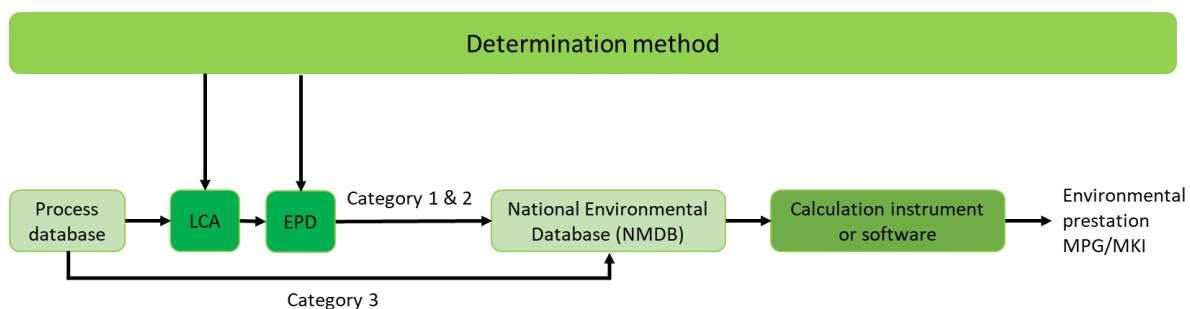 Determination method
Category 1 & 2
Process
database
LCA
EPD
National Environmental
Database (NMDB)
Calculation instrument
or software
Environmental
prestation
MPG/MKI
Category 3